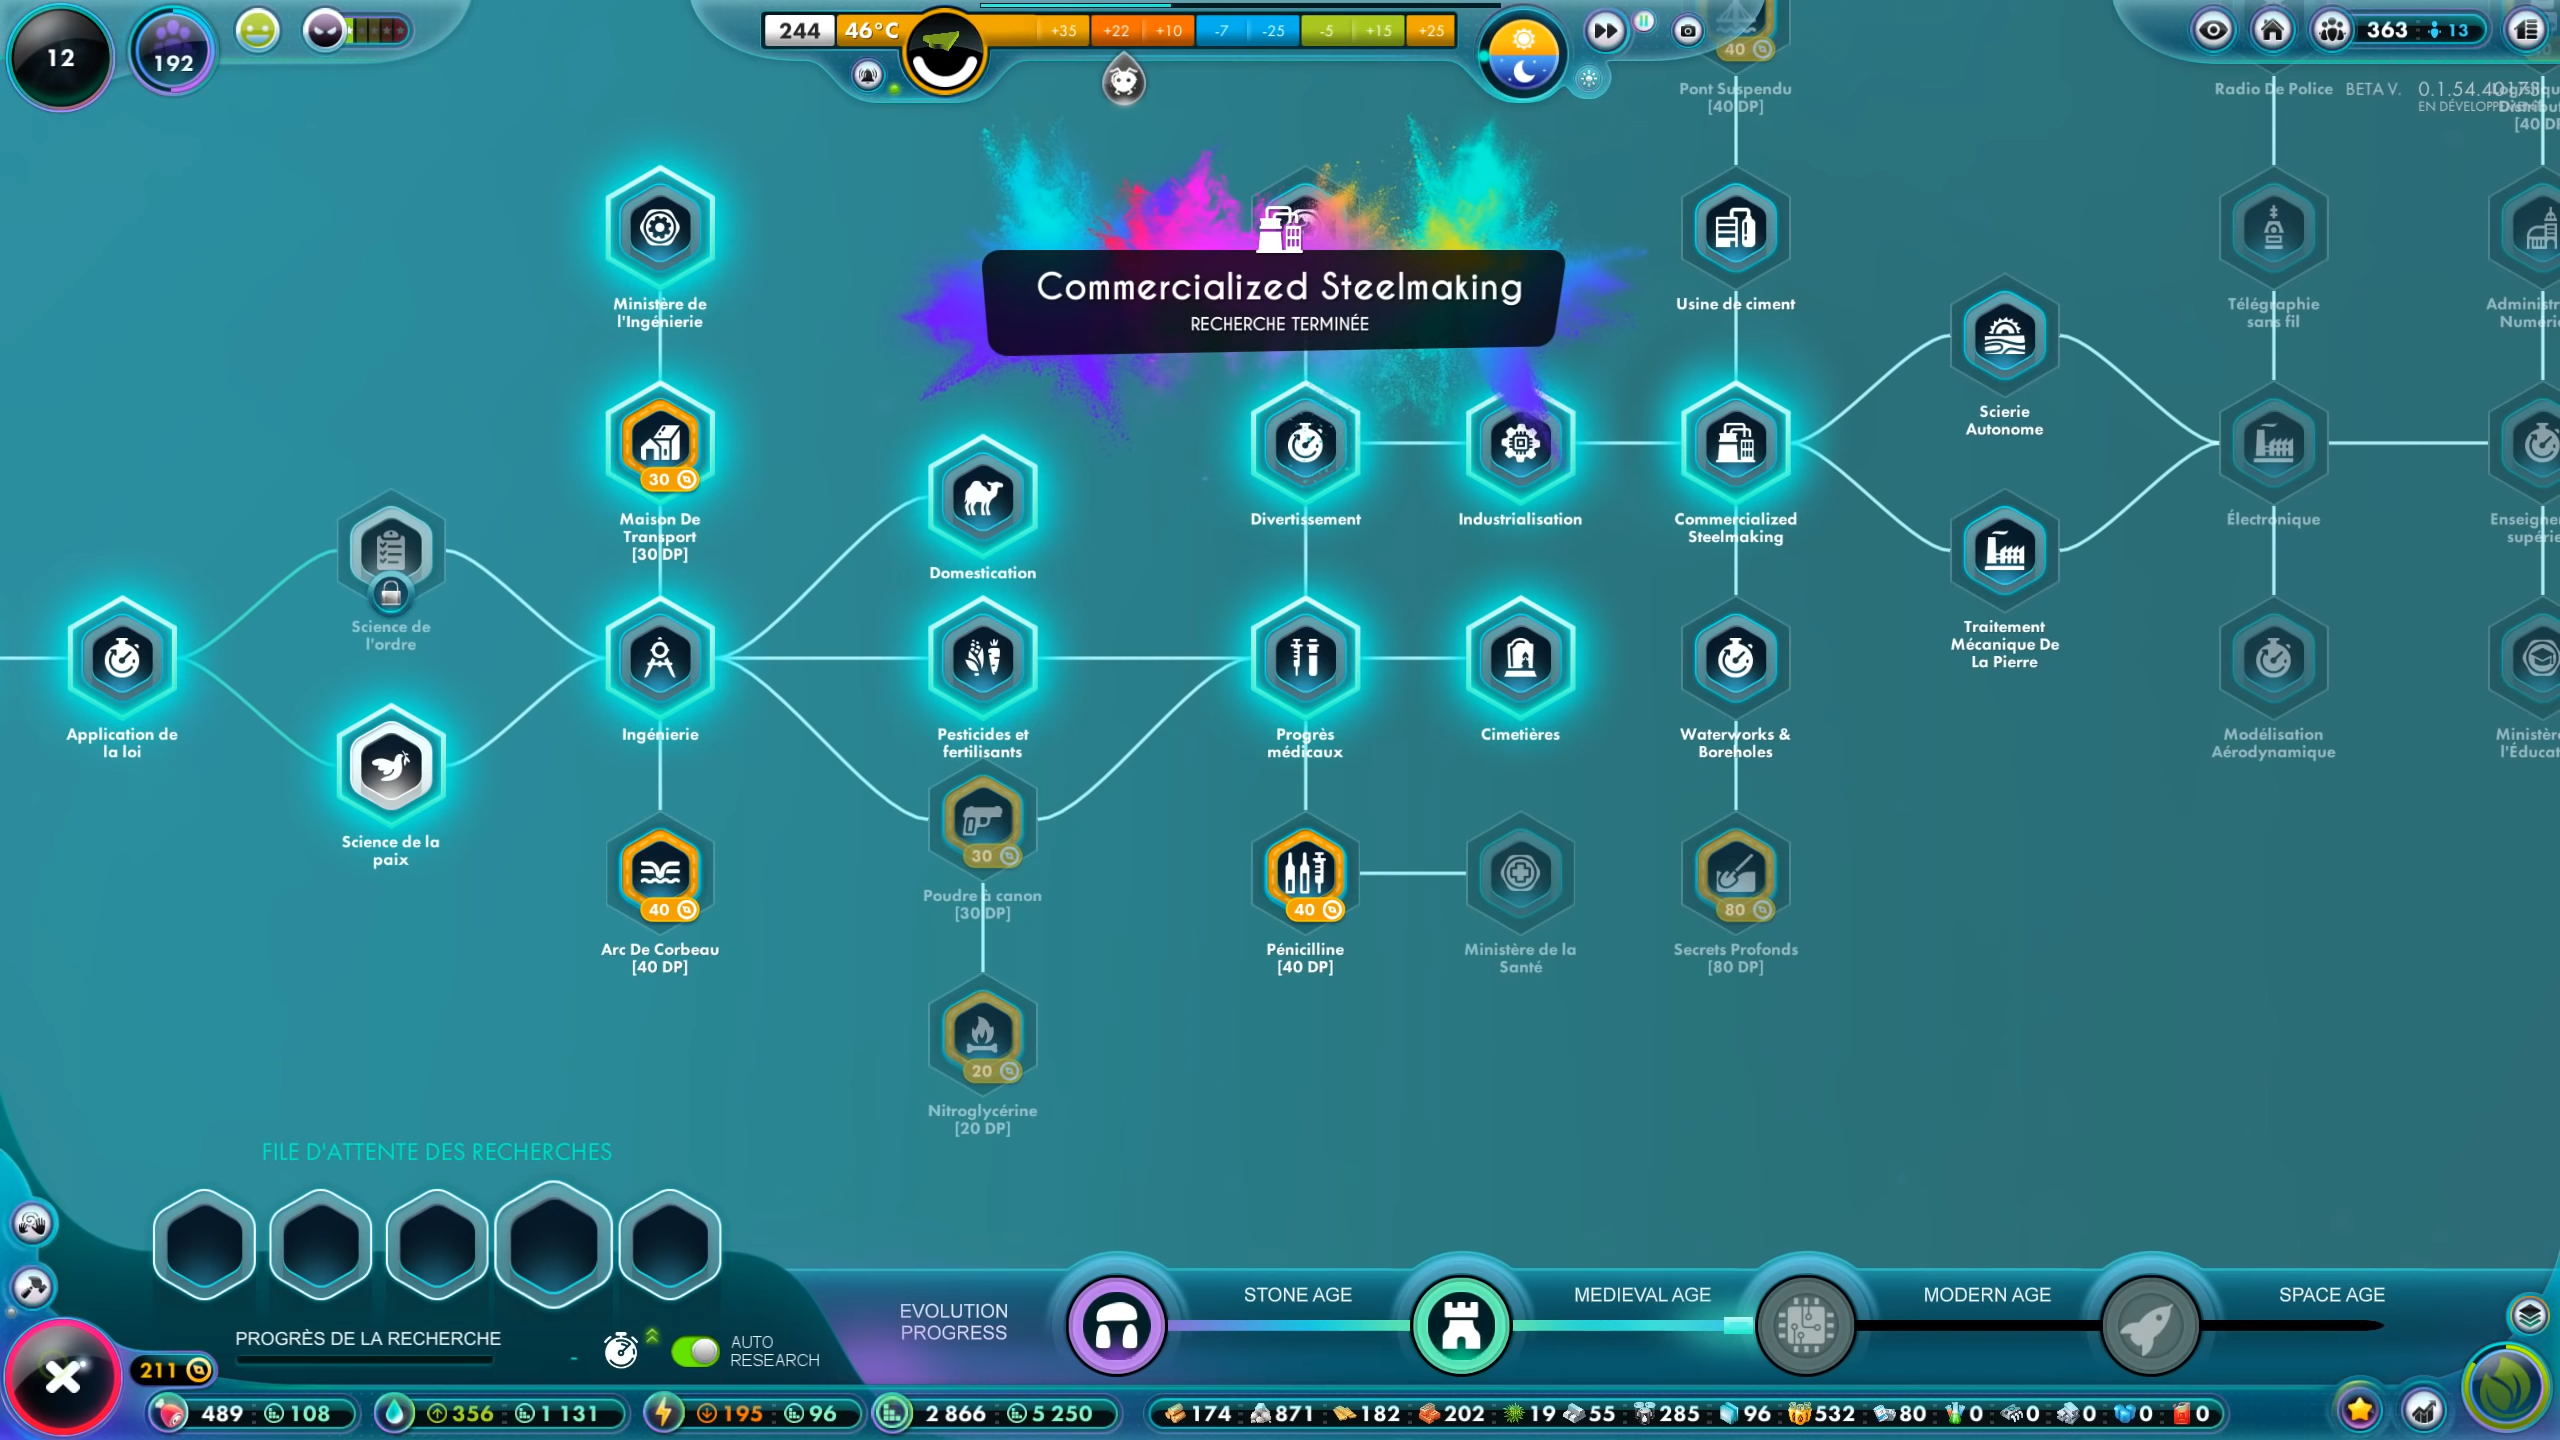 12
192
244
46°C
+35
+22
+10
-7
-25
-5
+15
+25
363
13
40
Pont Suspendu
[40 DP]
Radio De Police
BETA V.
EN DÉVELOPPEMENT
[40 DP]
Commercialized Steelmaking
RECHERCHE TERMINÉE
Ministère de
l'Ingénierie
Usine de ciment
Télégraphie
sans fil
30
Maison De
Transport
[30 DP]
Scierie
Autonome
Domestication
Divertissement
Industrialisation
Commercialized
Steelmaking
Électronique
Science de
l'ordre
Traitement
Mécanique De
La Pierre
Application de
la loi
Ingénierie
Pesticides et
fertilisants
Progrès
médicaux
Cimetières
Waterworks &
Boreholes
Modélisation
Aérodynamique
Science de la
paix
30
Poudre à canon
[30 DP]
40
Arc De Corbeau
[40 DP]
40
Pénicilline
[40 DP]
Ministère de la
Santé
80
Secrets Profonds
[80 DP]
20
Nitroglycérine
[20 DP]
FILE D'ATTENTE DES RECHERCHES
PROGRÈS DE LA RECHERCHE
-
AUTO
RESEARCH
211
EVOLUTION
PROGRESS
STONE AGE
MEDIEVAL AGE
MODERN AGE
SPACE AGE
489
108
356
1 131
195
96
2 866
5 250
174
871
182
202
19
55
285
96
532
80
0
0
0
0
0